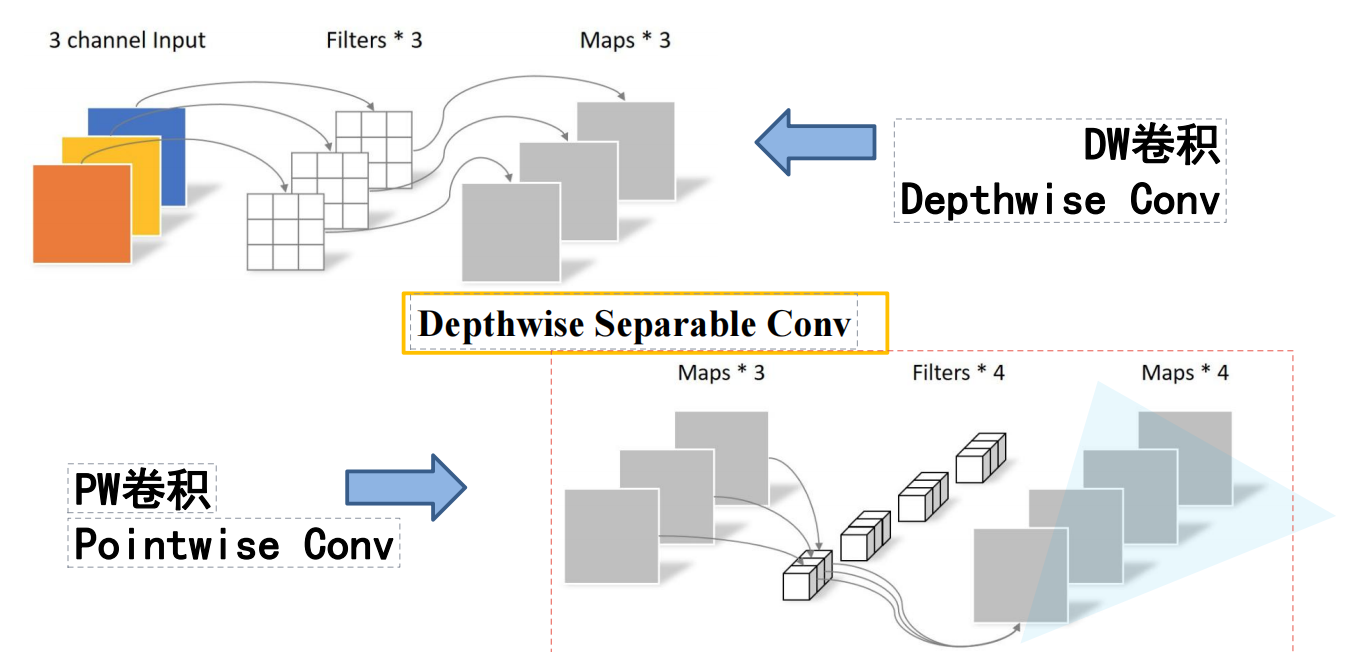 3 channel Input
Filters * 3
Maps * 3
DW卷积
Depthwise Conv
Depthwise Separable Conv
Maps * 3
Filters * 4
Maps * 4
PW卷积
Pointwise Conv